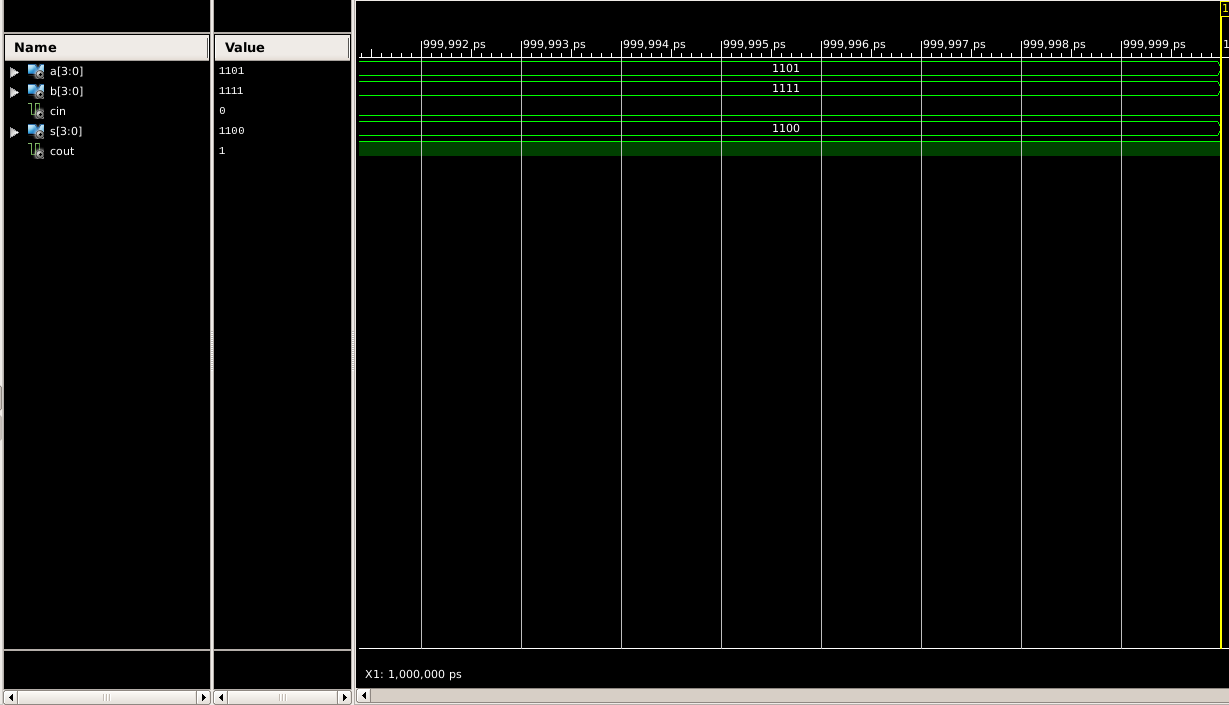 1
Name Value 999,992 ps 999,993 ps 999,994 ps 999,995 ps 999,996 ps 999,997 ps 999,998 ps 999,999 ps 1
a[3:0] 1101 1101
b[3:0] 1111 1111
cin 0
s[3:0] 1100 1100
cout 1
X1: 1,000,000 ps